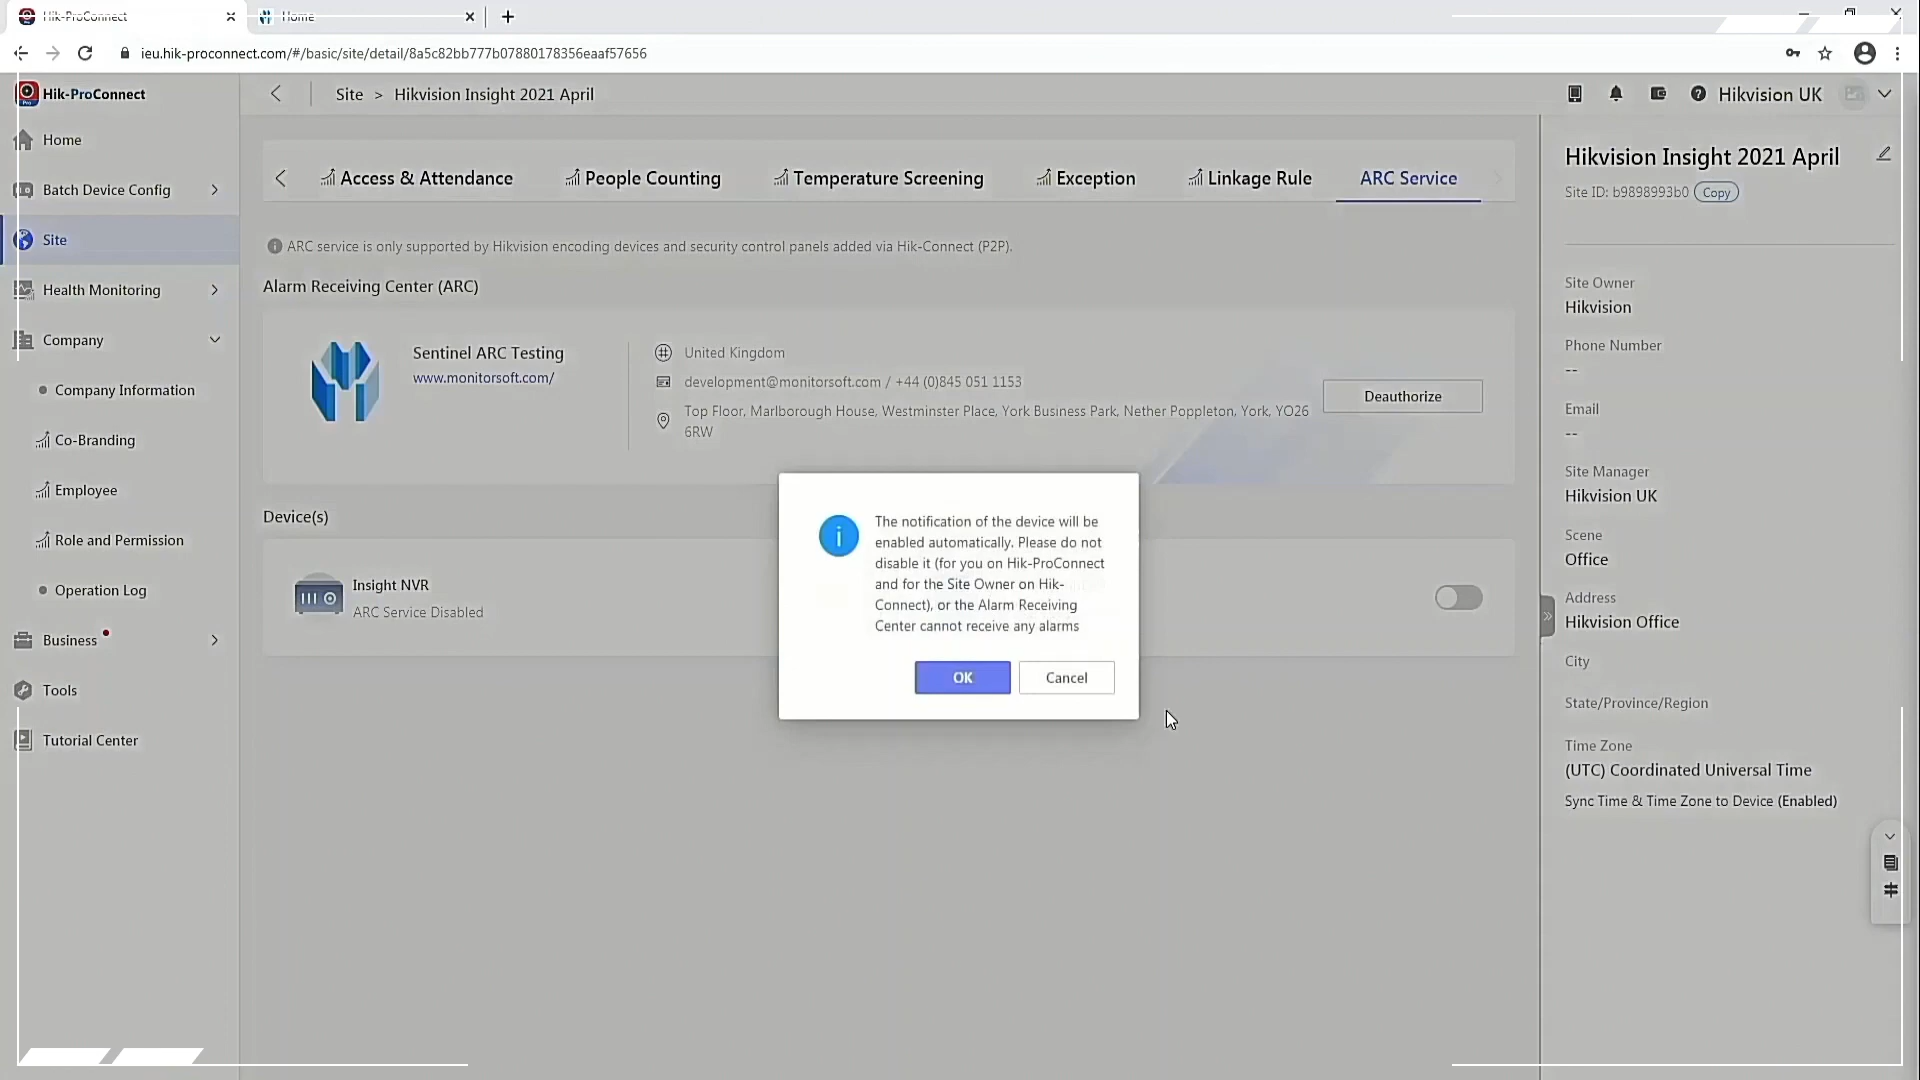 Hik-ProConnect
Home
ieu.hik-proconnect.com/#/basic/site/detail/8a5c82bb777b07880178356eaaf57656
Hik-ProConnect
Site > Hikvision Insight 2021 April
Hikvision UK
Home
Batch Device Config
Site
Health Monitoring
Company
Company Information
Co-Branding
Employee
Role and Permission
Operation Log
Business
Tools
Tutorial Center
Access & Attendance
People Counting
Temperature Screening
Exception
Linkage Rule
ARC Service
ARC service is only supported by Hikvision encoding devices and security control panels added via Hik-Connect (P2P).
Alarm Receiving Center (ARC)
Sentinel ARC Testing
www.monitorsoft.com/
United Kingdom
development@monitorsoft.com / +44 (0)845 051 1153
Top Floor, Marlborough House, Westminster Place, York Business Park, Nether Poppleton, York, YO26
6RW
Deauthorize
Device(s)
Insight NVR
ARC Service Disabled
The notification of the device will be
enabled automatically. Please do not
disable it (for you on Hik-ProConnect
and for the Site Owner on Hik-
Connect), or the Alarm Receiving
Center cannot receive any alarms
OK
Cancel
Hikvision Insight 2021 April
Site ID: b9898993b0 Copy
Site Owner
Hikvision
Phone Number
--
Email
--
Site Manager
Hikvision UK
Scene
Office
Address
Hikvision Office
City
State/Province/Region
Time Zone
(UTC) Coordinated Universal Time
Sync Time & Time Zone to Device (Enabled)